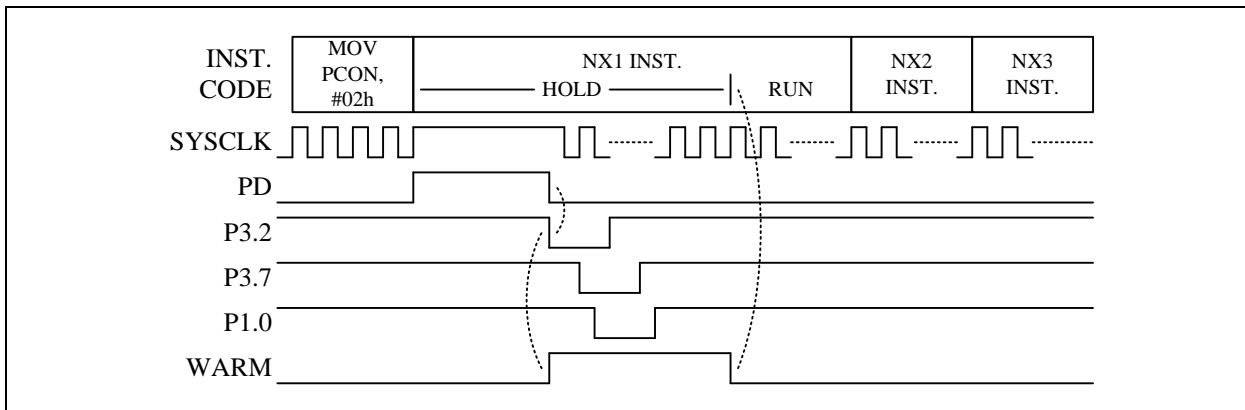 INST.
CODE
MOV
PCON,
#02h
NX1 INST.
HOLD
RUN
NX2
INST.
NX3
INST.
SYSCLK
PD
P3.2
P3.7
P1.0
WARM